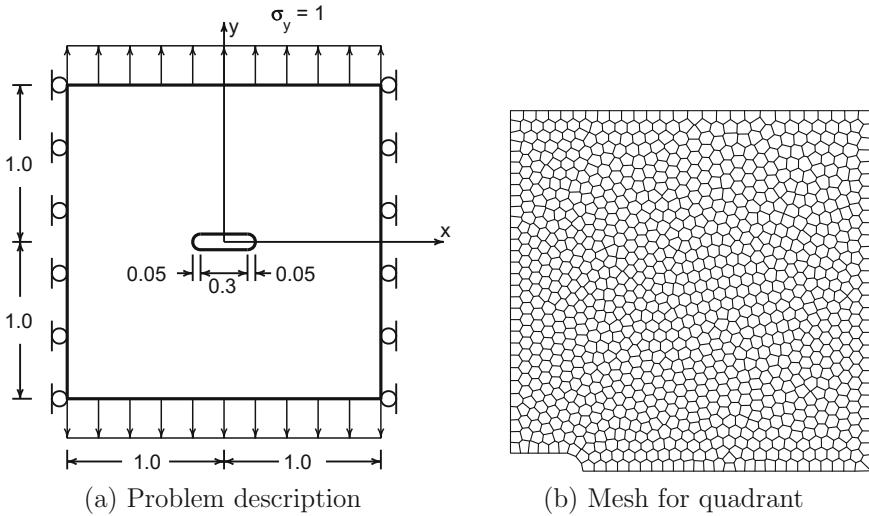 σy = 1
y
1.0
x
0.05
0.3
0.05
1.0
1.0
1.0
(a) Problem description
(b) Mesh for quadrant